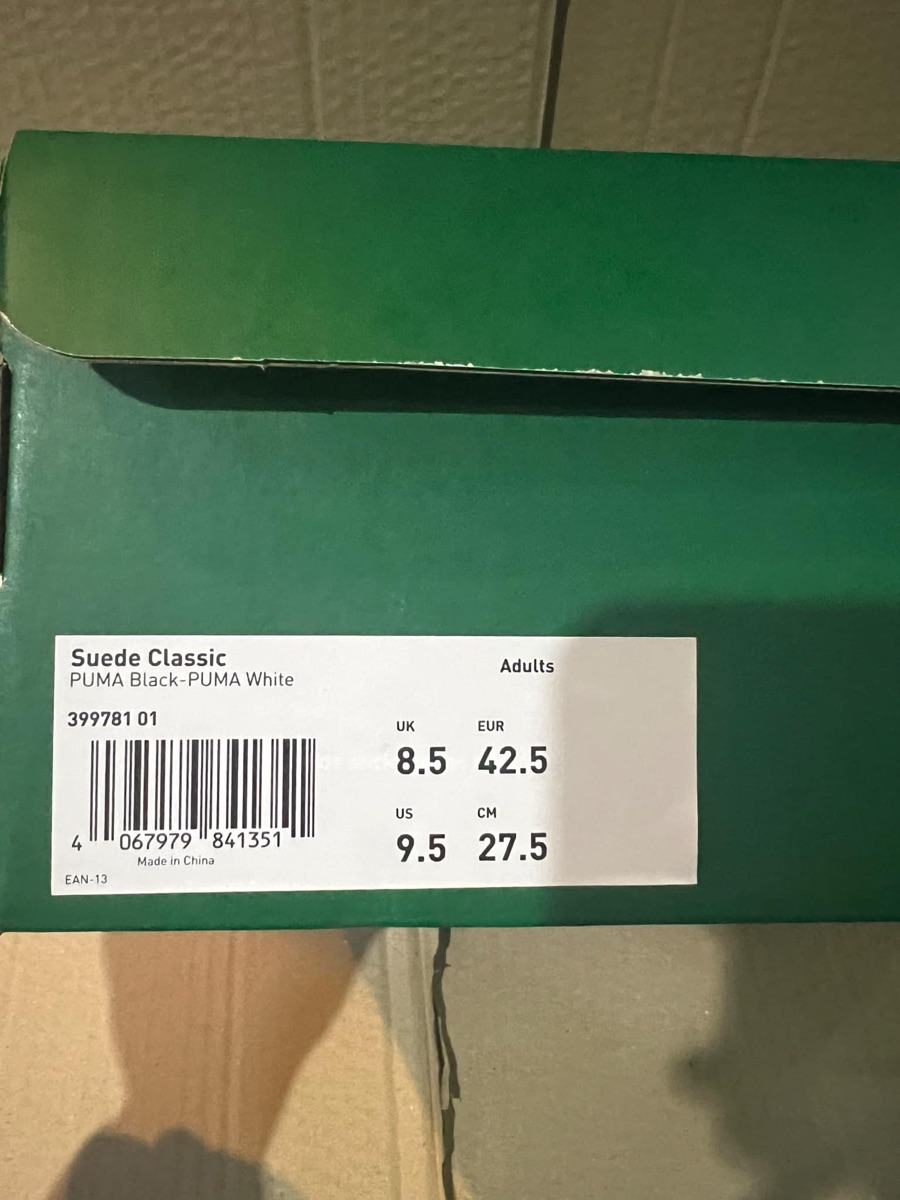 Suede Classic
PUMA Black-PUMA White
Adults
399781 01
UK EUR
8.5 42.5
US CM
9.5 27.5
4 067979 841351
Made in China
EAN-13